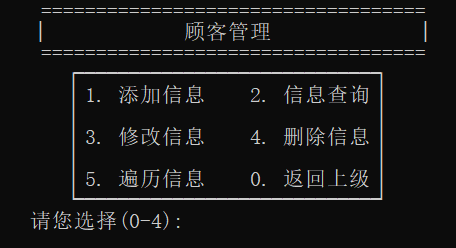 顾客管理
1. 添加信息 2. 信息查询
3. 修改信息 4. 删除信息
5. 遍历信息 0. 返回上级
请您选择(0-4):